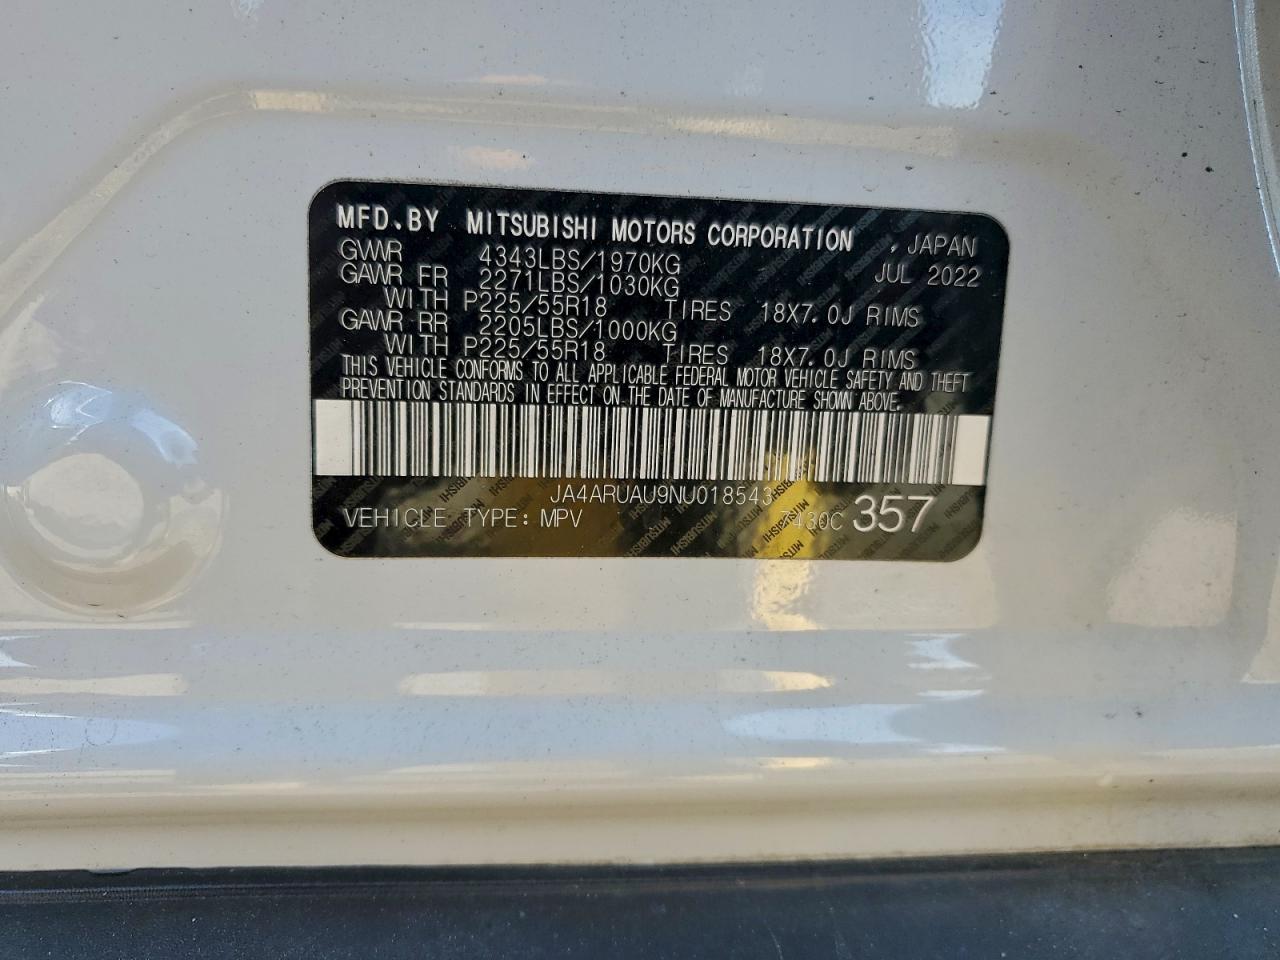 MFD.BY MITSUBISHI MOTORS CORPORATION , JAPAN
GVWR 4343LBS/1970KG JUL 2022
GAWR FR 2271LBS/1030KG
WITH P225/55R18 TIRES 18X7.0J RIMS
GAWR RR 2205LBS/1000KG
WITH P225/55R18 TIRES 18X7.0J RIMS
THIS VEHICLE CONFORMS TO ALL APPLICABLE FEDERAL MOTOR VEHICLE SAFETY AND THEFT
PREVENTION STANDARDS IN EFFECT ON THE DATE OF MANUFACTURE SHOWN ABOVE.
JA4ARUAU9NU018543
VEHICLE TYPE: MPV 7430C 357